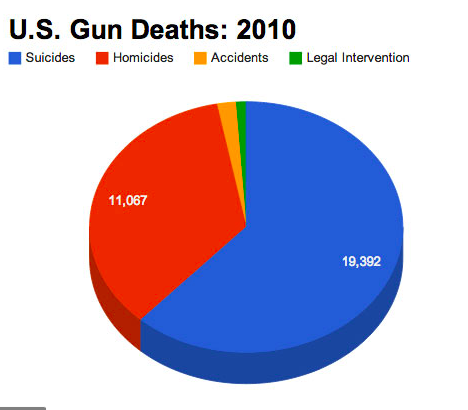 U.S. Gun Deaths: 2010
Suicides Homicides Accidents Legal Intervention
11,067
19,392